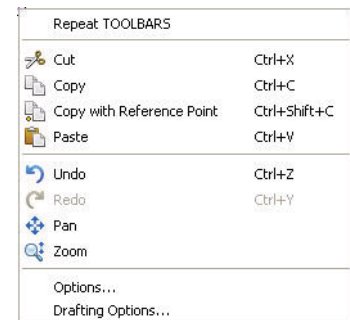 Repeat TOOLBARS
Cut Ctrl+X
Copy Ctrl+C
Copy with Reference Point Ctrl+Shift+C
Paste Ctrl+V
Undo Ctrl+Z
Redo Ctrl+Y
Pan
Zoom
Options...
Drafting Options...